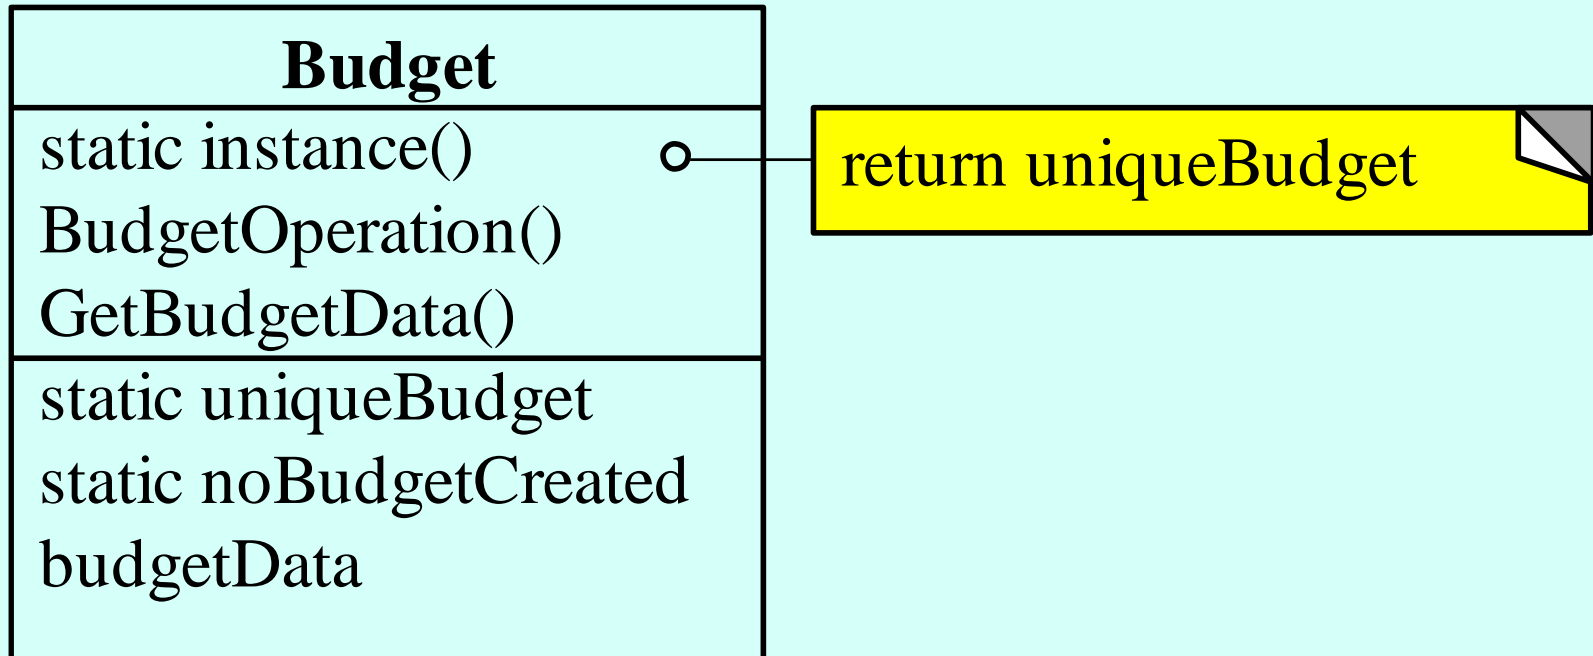 Budget
static instance()
return uniqueBudget
BudgetOperation()
GetBudgetData()
static uniqueBudget
static noBudgetCreated
budgetData